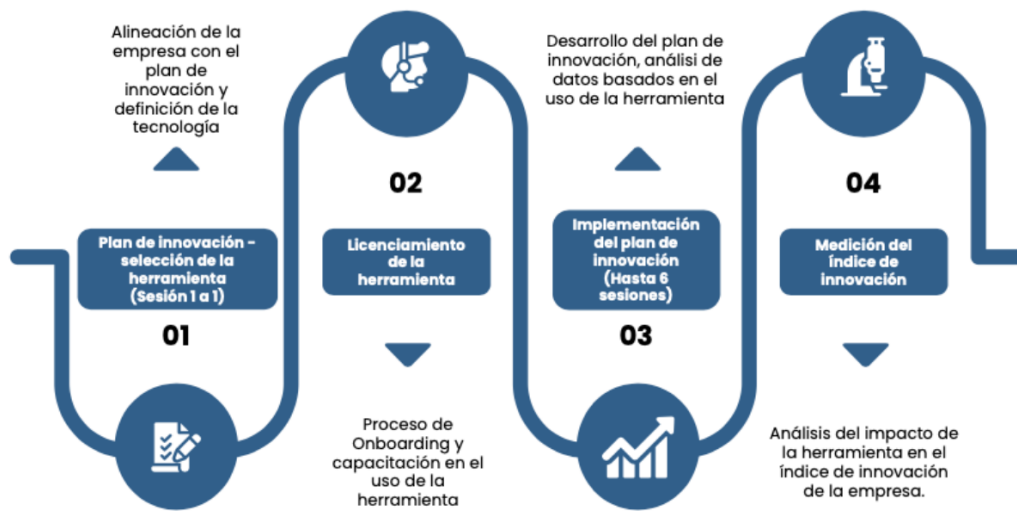 Alineación de la
empresa con el
plan de
innovación y
definición de la
tecnología
Plan de innovación -
selección de la
herramienta
(Sesión 1 a 1)
01
02
Licenciamiento
de la
herramienta
Proceso de
Onboarding y
capacitación en el
uso de la
herramienta
Desarrollo del plan de
innovación, análisi de
datos basados en el
uso de la herramienta
Implementación
del plan de
innovación
(Hasta 6
sesiones)
03
04
Medición del
índice de
innovación
Análisis del impacto de
la herramienta en el
índice de innovación
de la empresa.